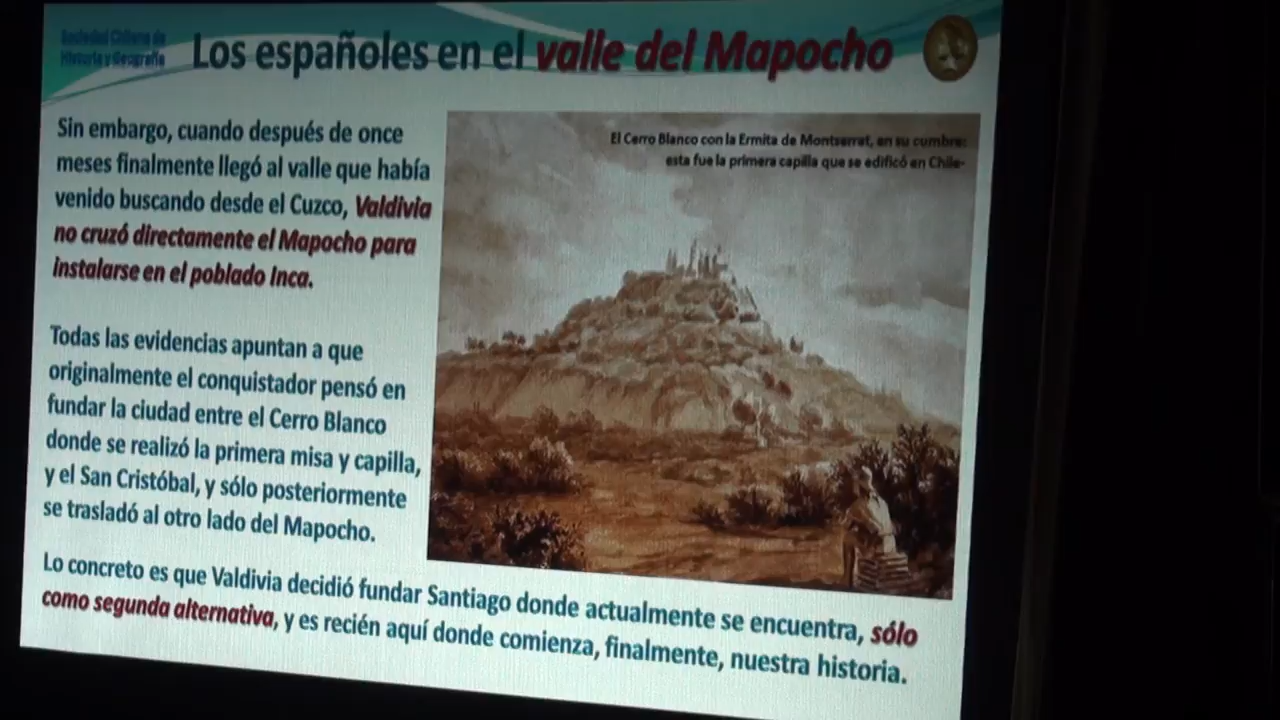 Sociedad Chilena de
Historia y Geografía
Los españoles en el valle del Mapocho
Sin embargo, cuando después de once
meses finalmente llegó al valle que había
venido buscando desde el Cuzco, Valdivia
no cruzó directamente el Mapocho para
instalarse en el poblado Inca.
Todas las evidencias apuntan a que
originalmente el conquistador pensó en
fundar la ciudad entre el Cerro Blanco
donde se realizó la primera misa y capilla,
y el San Cristóbal, y sólo posteriormente
se trasladó al otro lado del Mapocho.
El Cerro Blanco con la Ermita de Montserrat, en su cumbre:
esta fue la primera capilla que se edificó en Chile-
Lo concreto es que Valdivia decidió fundar Santiago donde actualmente se encuentra, sólo
como segunda alternativa, y es recién aquí donde comienza, finalmente, nuestra historia.